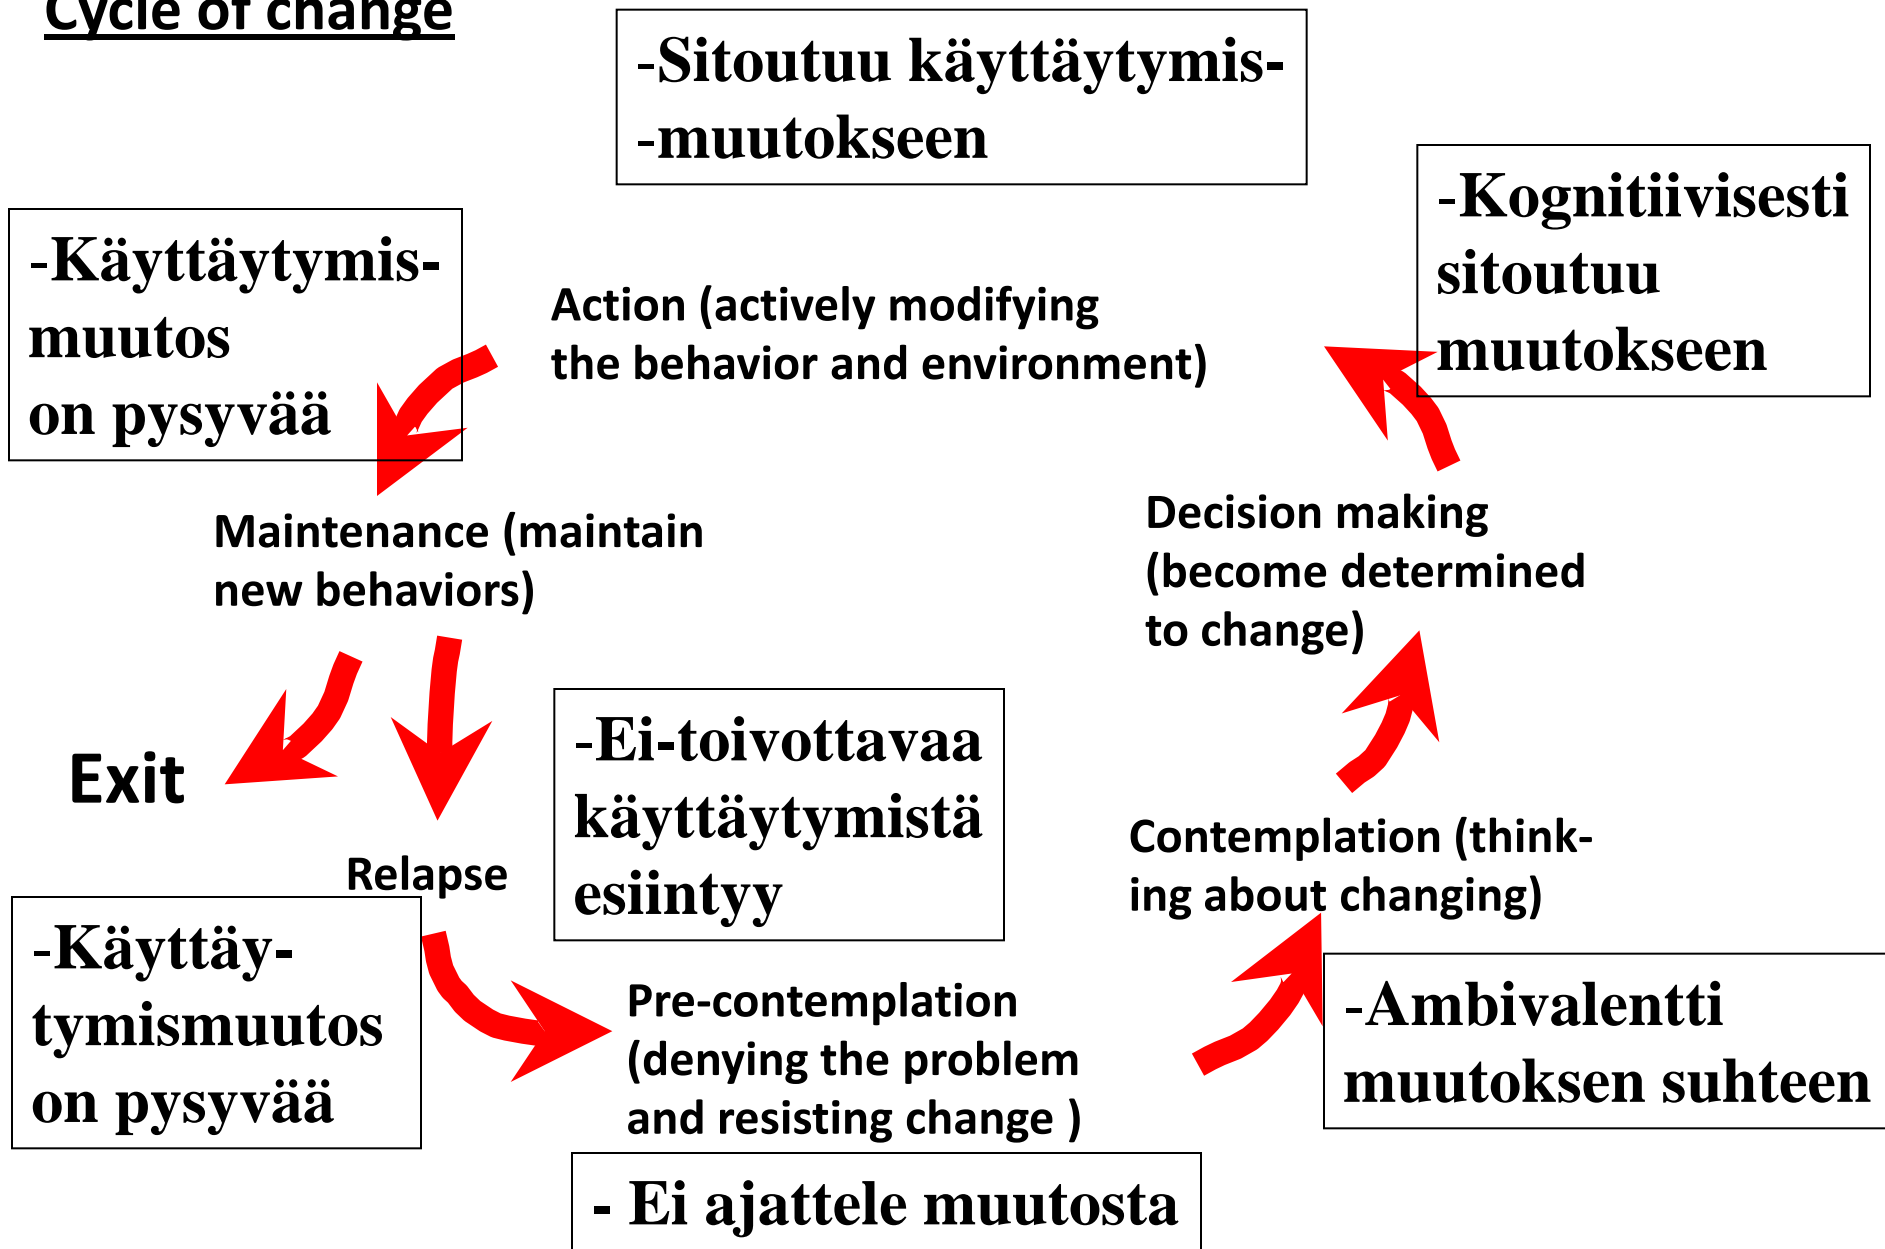 Cycle of change
-Sitoutuu käyttäytymis-
-muutokseen
-Kognitiivisesti
sitoutuu
muutokseen
-Käyttäytymis-
muutos
on pysyvää
Action (actively modifying
the behavior and environment)
Maintenance (maintain
new behaviors)
Decision making
(become determined
to change)
Exit
-Ei-toivottavaa
käyttäytymistä
esiintyy
Relapse
Contemplation (think-
ing about changing)
-Käyttäy-
tymismuutos
on pysyvää
Pre-contemplation
(denying the problem
and resisting change )
-Ambivalentti
muutoksen suhteen
- Ei ajattele muutosta